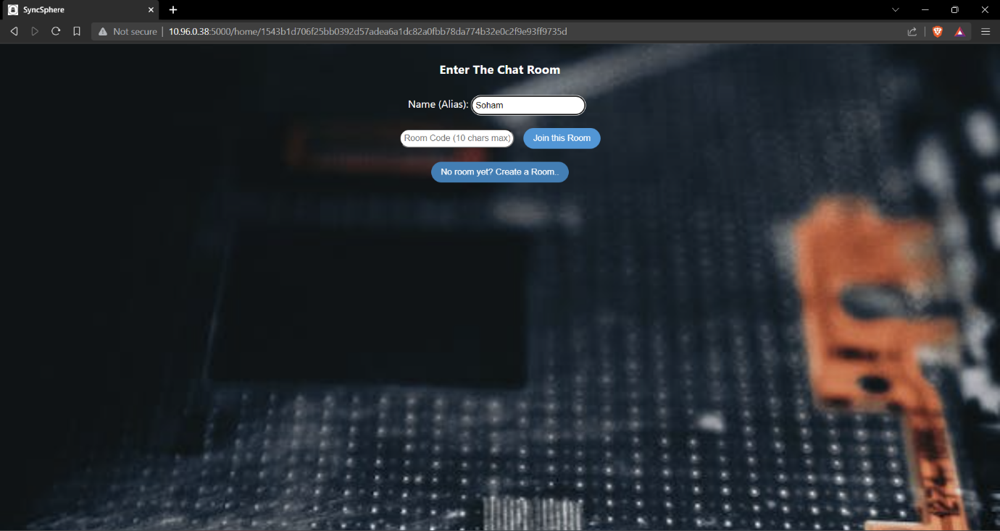 SyncSphere
Not secure | 10.96.0.38:5000/home/1543b1d706f25bb0392d57adea6a1dc82a0fbb78da774b32e0c2f9e93ff9735d
Enter The Chat Room
Name (Alias): Soham
Room Code (10 chars max) Join this Room
No room yet? Create a Room..
1274